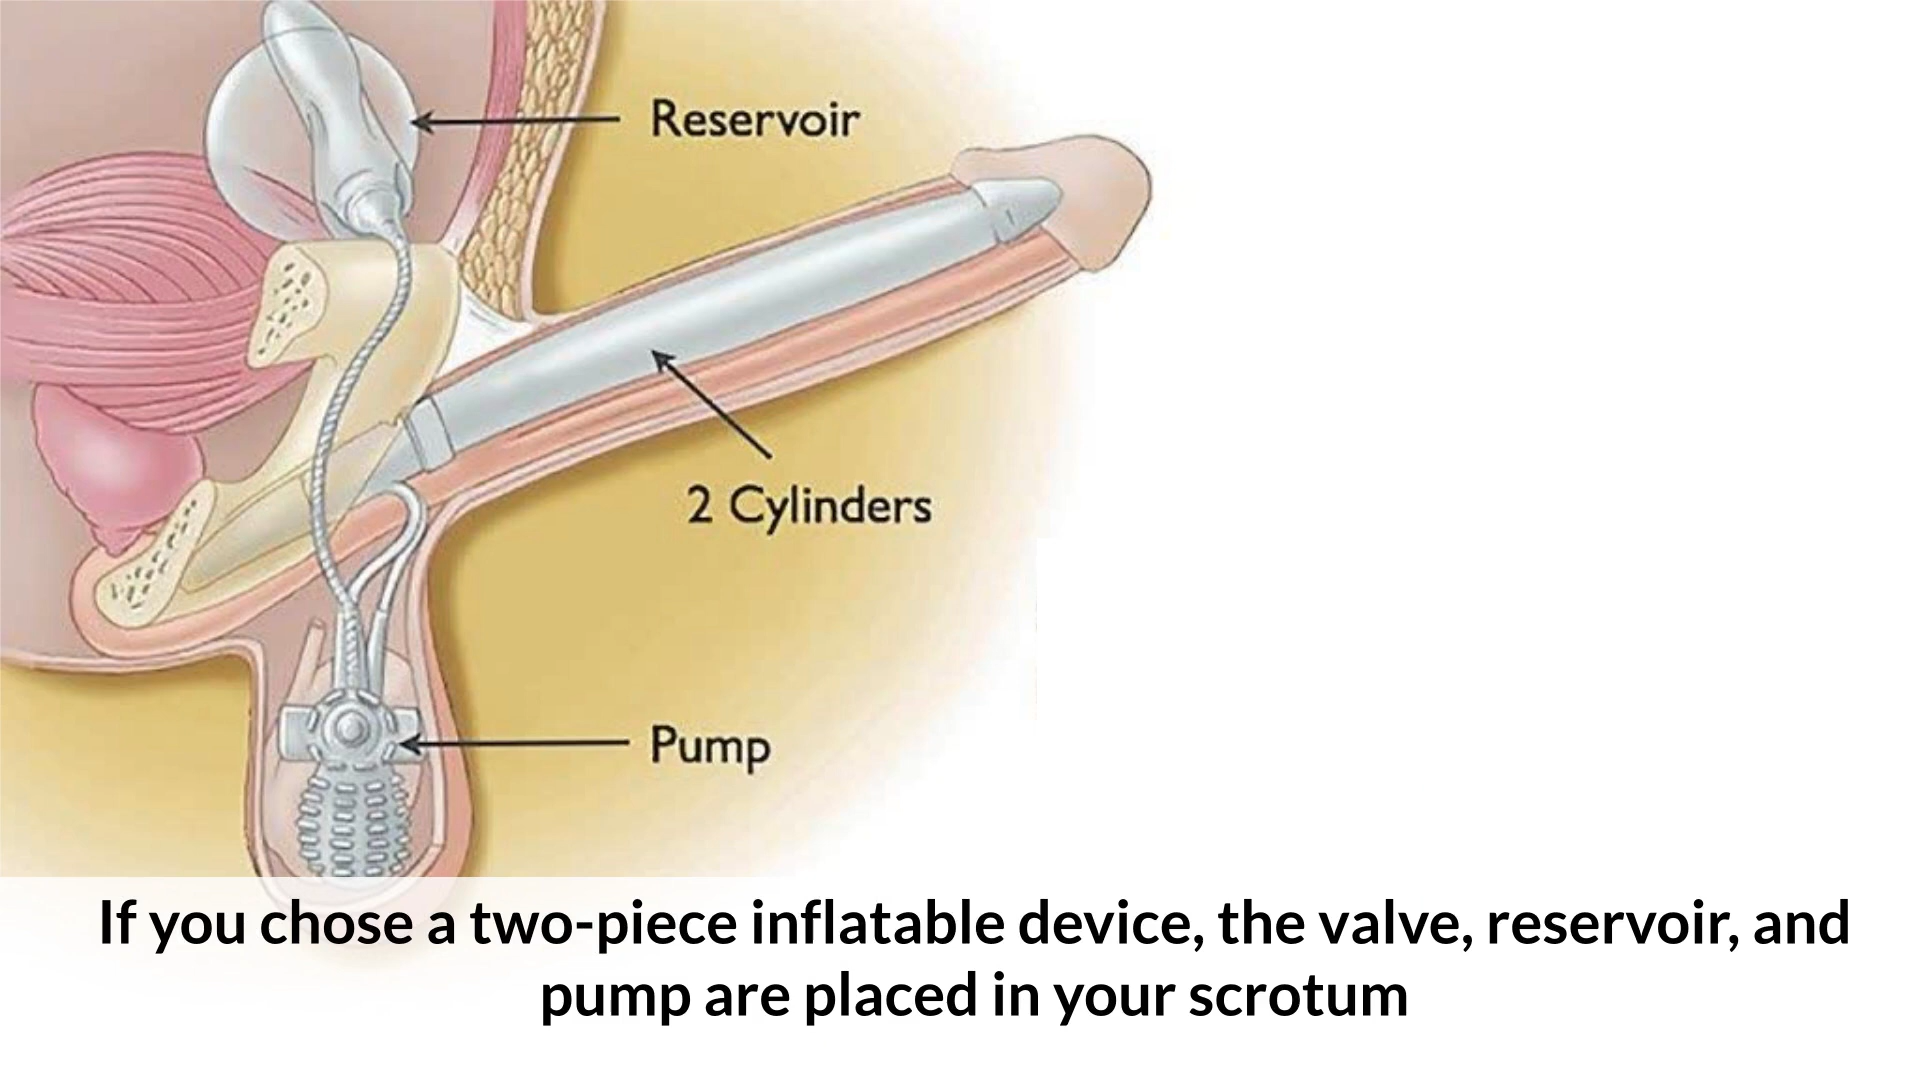 Reservoir
2 Cylinders
Pump
If you chose a two-piece inflatable device, the valve, reservoir, and
pump are placed in your scrotum